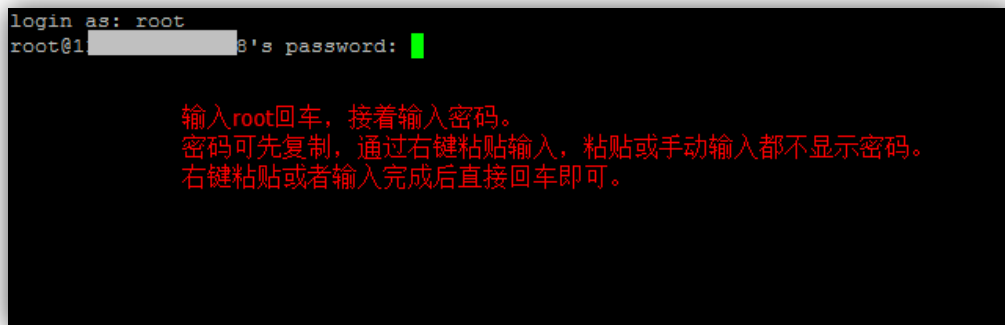 login as: root
root@1 8's password:
输入root回车，接着输入密码。
密码可先复制，通过右键粘贴输入，粘贴或手动输入都不显示密码。
右键粘贴或者输入完成后直接回车即可。